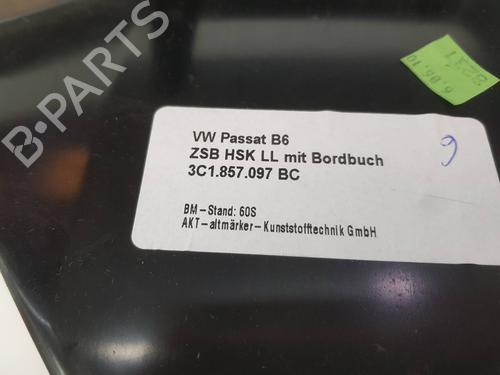 VW Passat B6
ZSB HSK LL mit Bordbuch
3C1.857.097 BC
BM-Stand: 60S
AKT-altmärker-Kunststofftechnik GmbH
9
B-PARTS